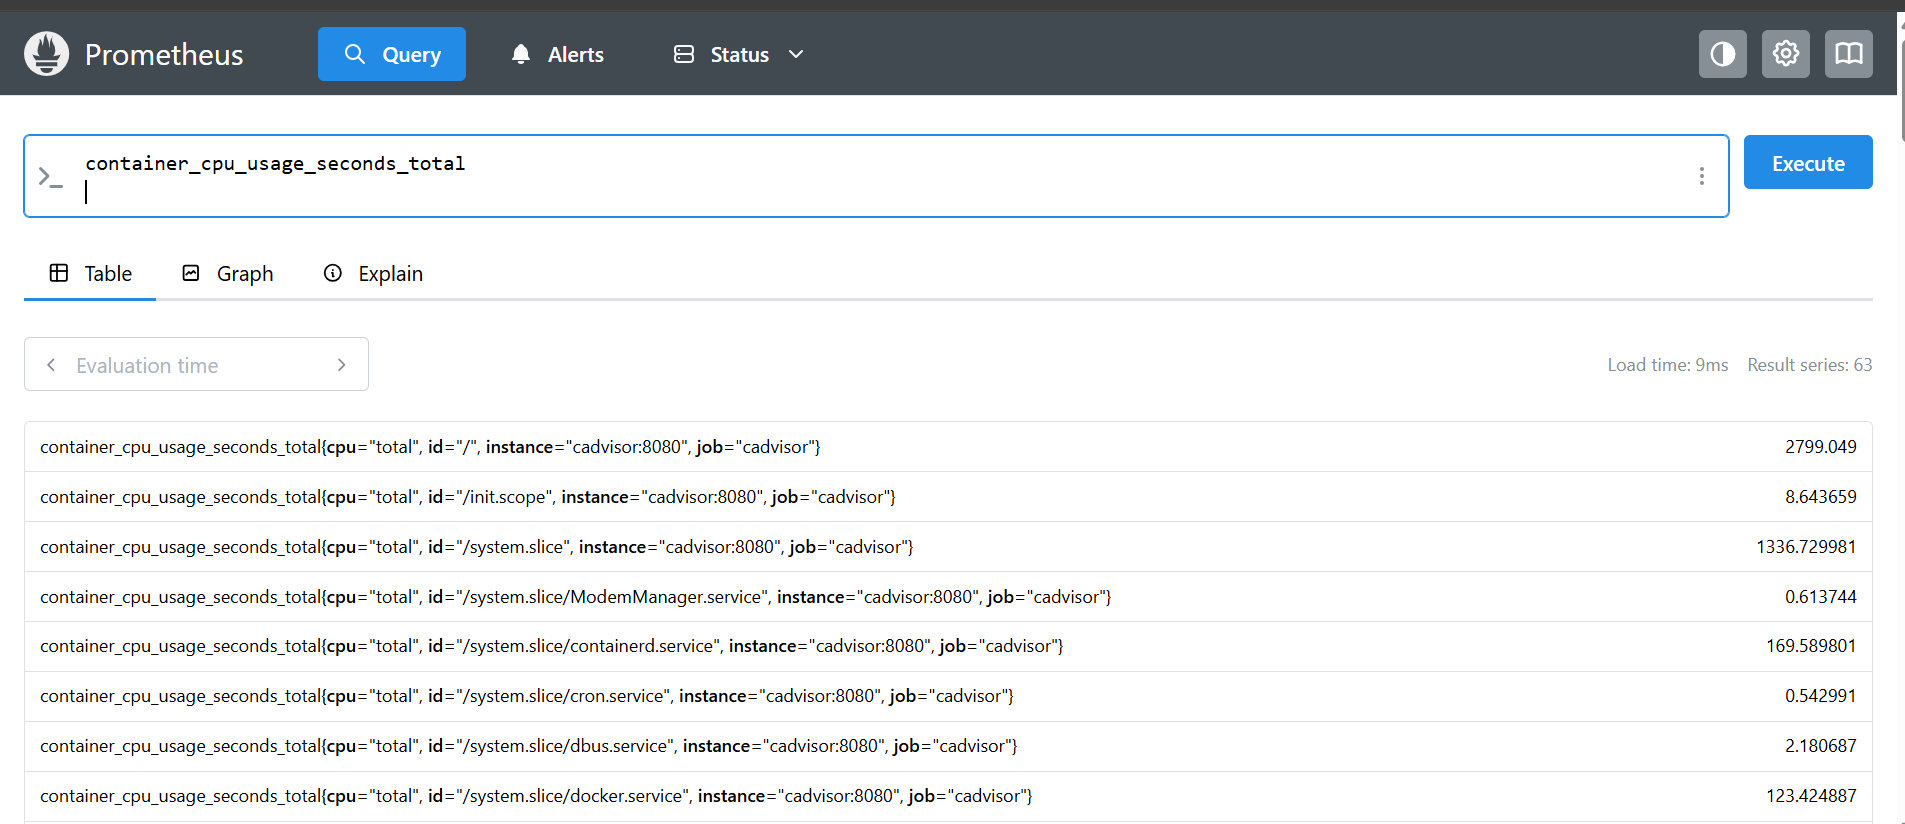 Prometheus
Query
Alerts
Status
container_cpu_usage_seconds_total
Execute
Table
Graph
Explain
Evaluation time
Load time: 9ms
Result series: 63
container_cpu_usage_seconds_total{cpu="total", id="/", instance="cadvisor:8080", job="cadvisor"} 2799.049
container_cpu_usage_seconds_total{cpu="total", id="/init.scope", instance="cadvisor:8080", job="cadvisor"} 8.643659
container_cpu_usage_seconds_total{cpu="total", id="/system.slice", instance="cadvisor:8080", job="cadvisor"} 1336.729981
container_cpu_usage_seconds_total{cpu="total", id="/system.slice/ModemManager.service", instance="cadvisor:8080", job="cadvisor"} 0.613744
container_cpu_usage_seconds_total{cpu="total", id="/system.slice/containerd.service", instance="cadvisor:8080", job="cadvisor"} 169.589801
container_cpu_usage_seconds_total{cpu="total", id="/system.slice/cron.service", instance="cadvisor:8080", job="cadvisor"} 0.542991
container_cpu_usage_seconds_total{cpu="total", id="/system.slice/dbus.service", instance="cadvisor:8080", job="cadvisor"} 2.180687
container_cpu_usage_seconds_total{cpu="total", id="/system.slice/docker.service", instance="cadvisor:8080", job="cadvisor"} 123.424887